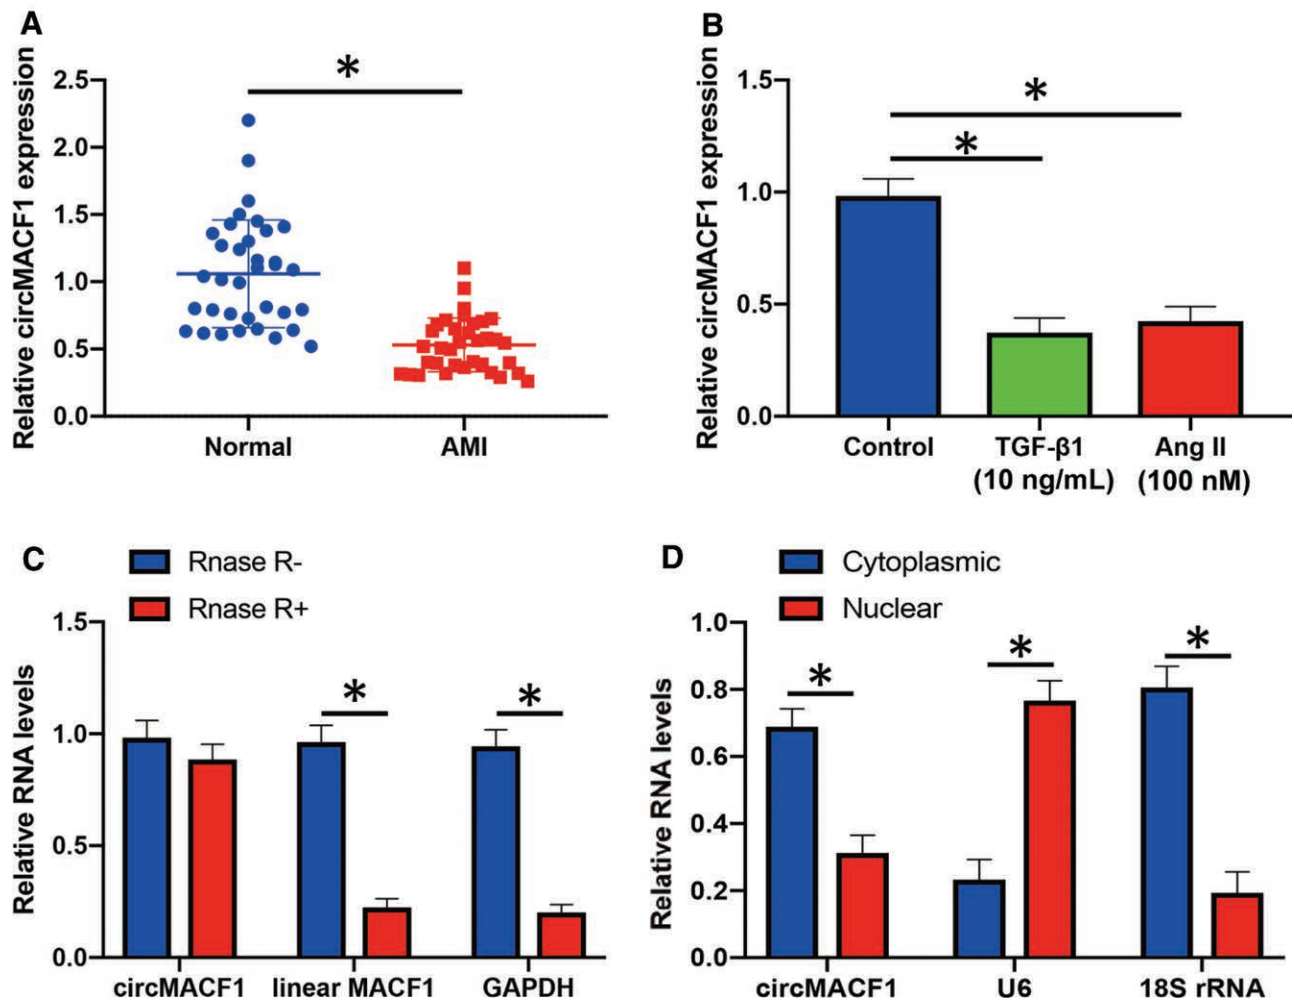 A
Relative circMACF1 expression
2.5
2.0
1.5
1.0
0.5
0.0
*
Normal
AMI
B
Relative circMACF1 expression
1.5
1.0
0.5
0.0
*
*
Control
TGF-β1
(10 ng/mL)
Ang II
(100 nM)
C
Rnase R-
Rnase R+
Relative RNA levels
1.5
1.0
0.5
0.0
*
*
circMACF1
linear MACF1
GAPDH
D
Cytoplasmic
Nuclear
Relative RNA levels
1.0
0.8
0.6
0.4
0.2
0.0
*
*
*
circMACF1
U6
18S rRNA